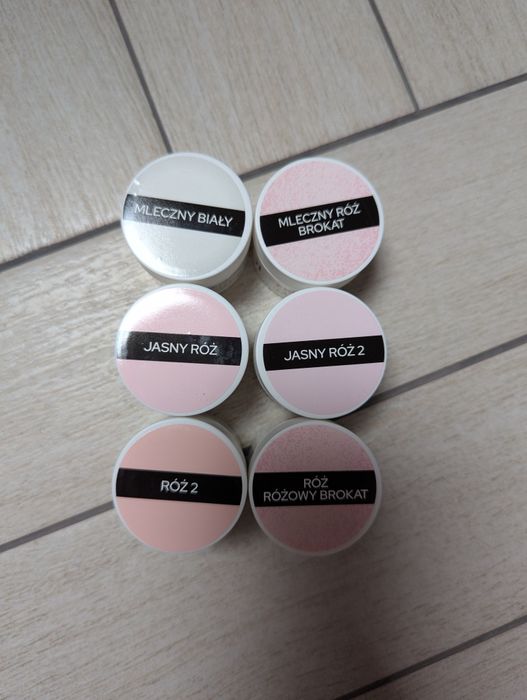 MLECZNY BIAŁY
MLECZNY RÓŻ
BROKAT
JASNY RÓŻ
JASNY RÓŻ 2
RÓŻ 2
RÓŻ
RÓŻOWY BROKAT